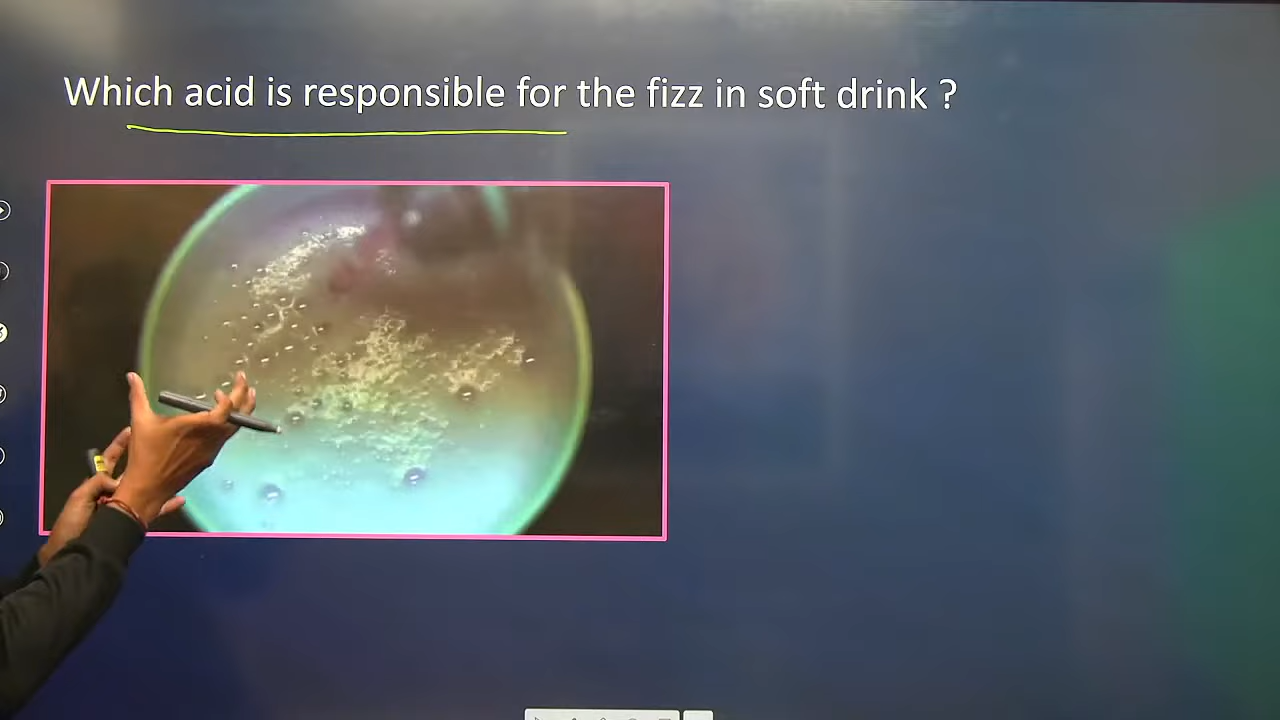 Which acid is responsible for the fizz in soft drink ?